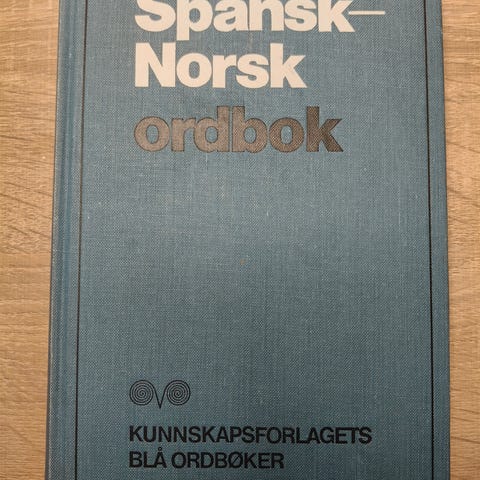 Spansk–
Norsk
ordbok
KUNNSKAPSFORLAGETS
BLÅ ORDBØKER